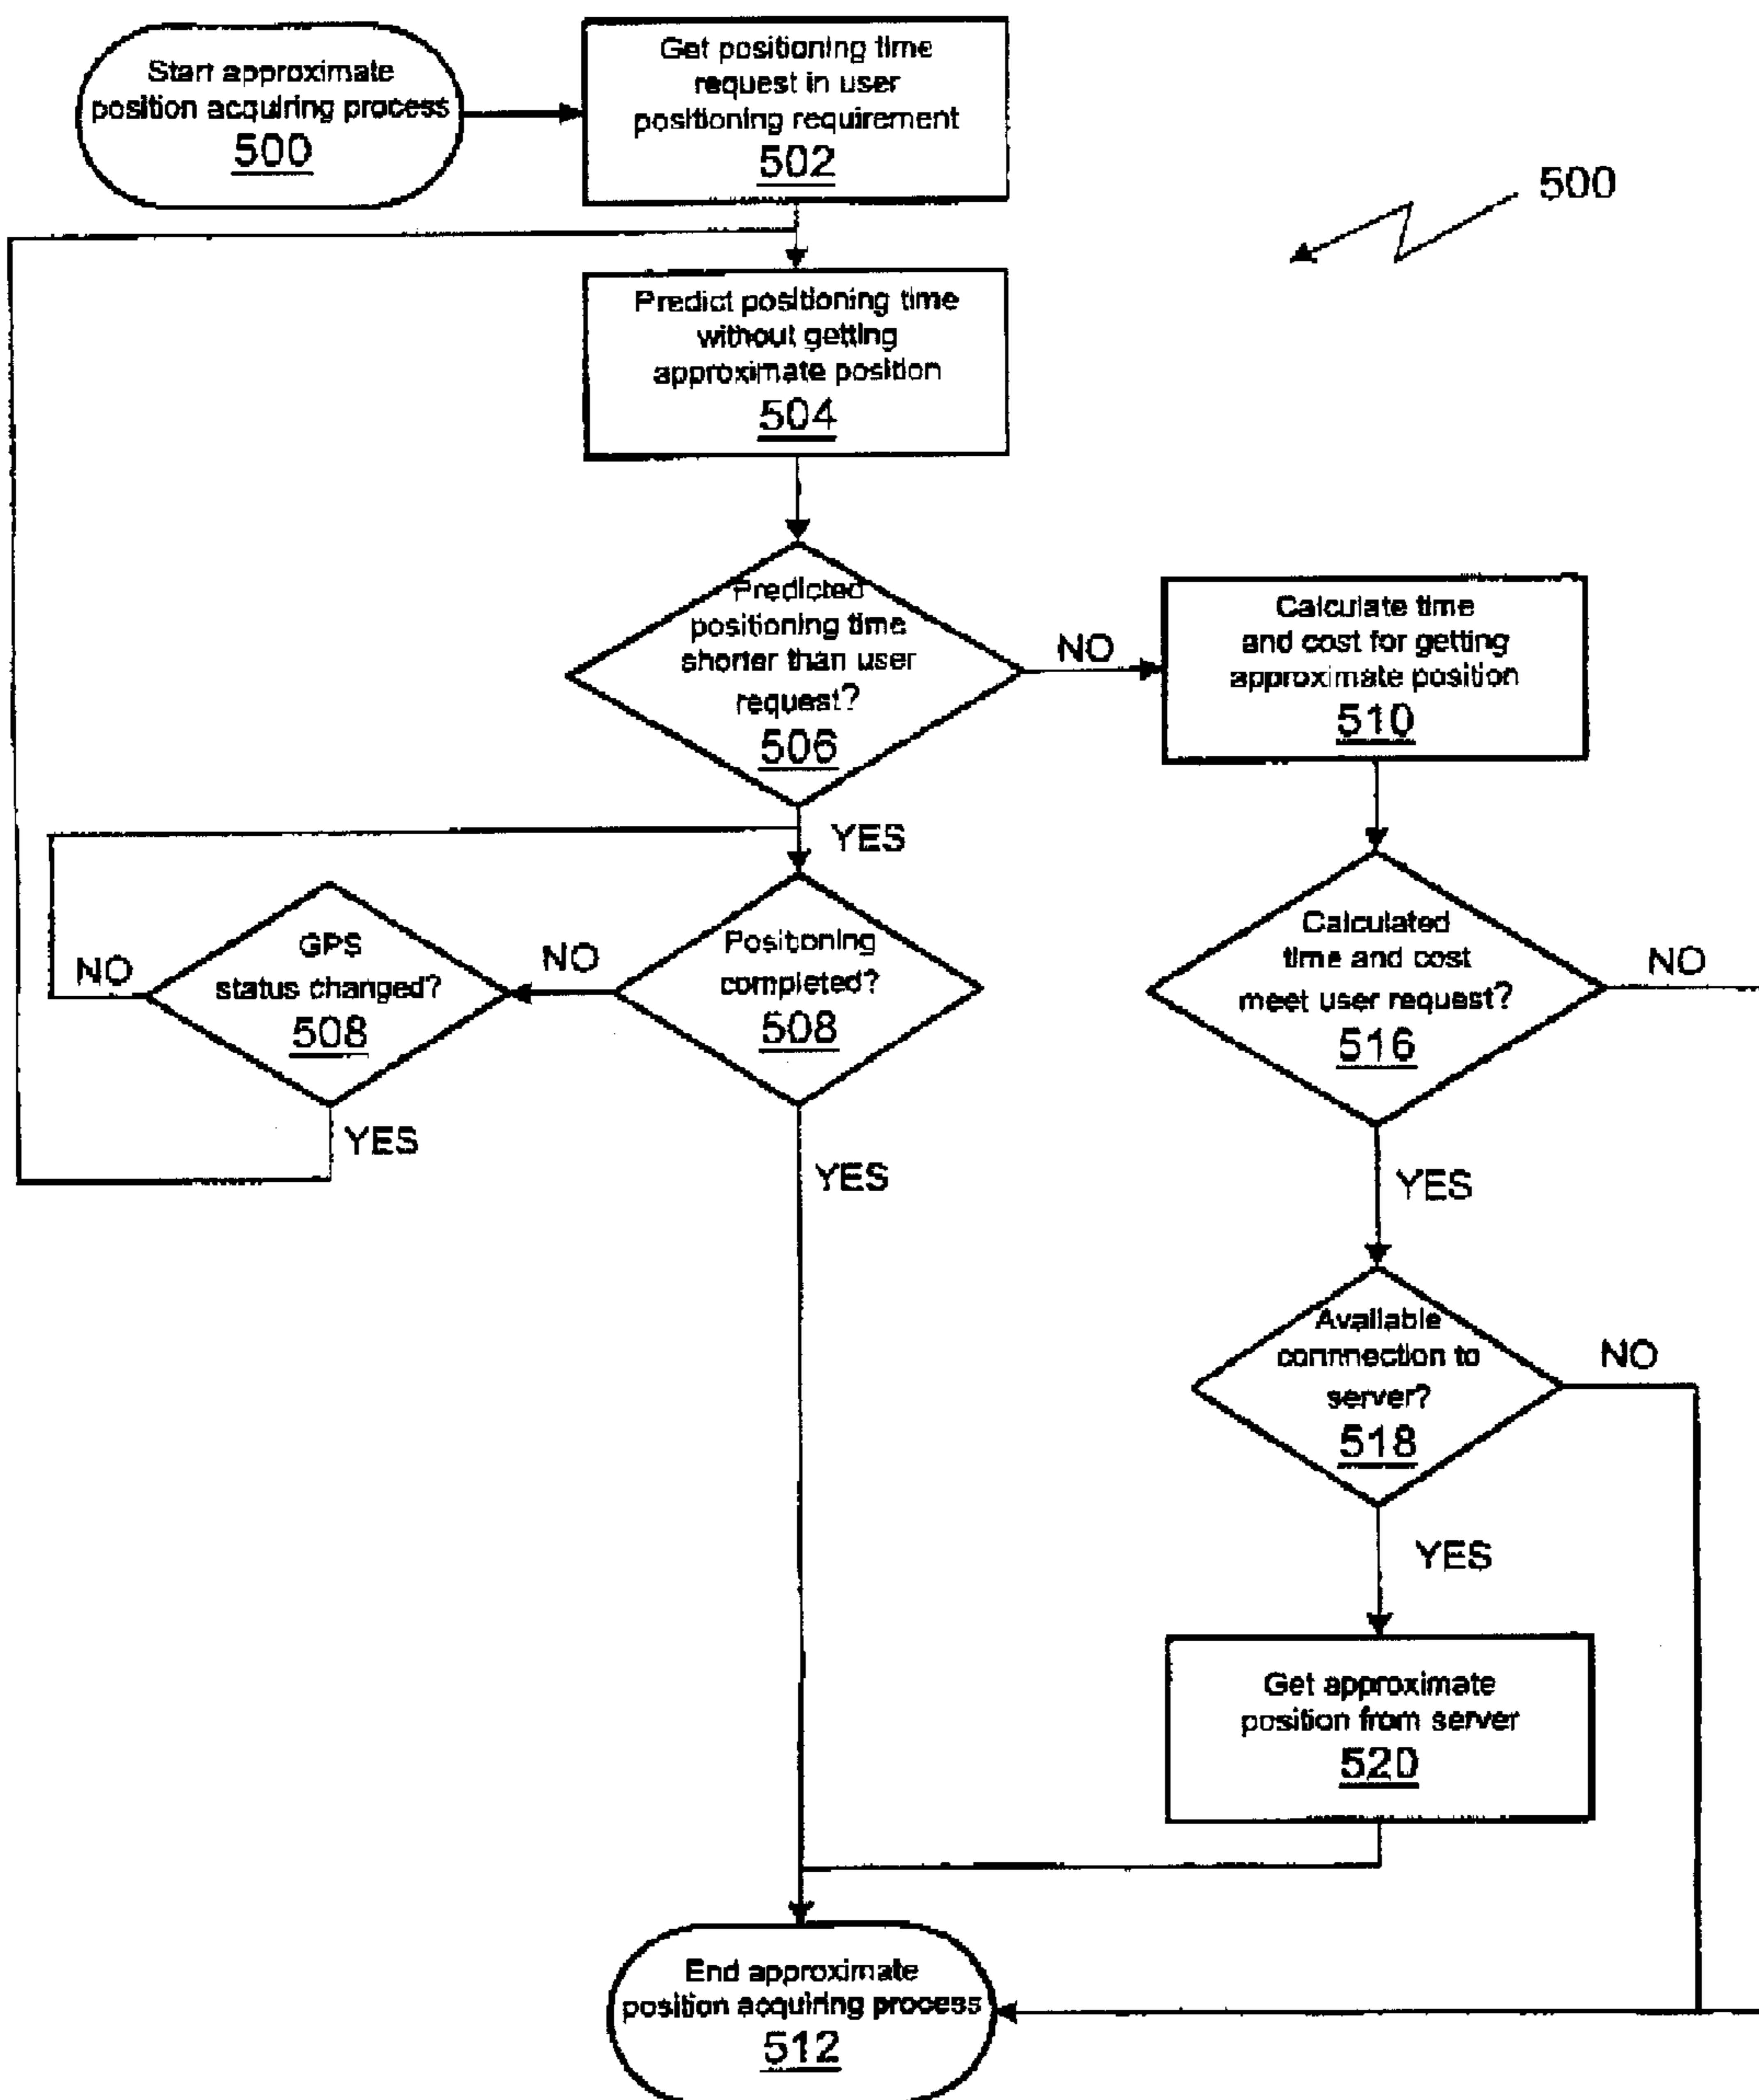 Start approximate
position acquiring process
500
Get positioning time
request in user
positioning requirement
502
500
Predict positioning time
without getting
approximate position
504
Predicted
positioning time
shorter than user
request?
506
NO
Calculate time
and cost for getting
approximate position
510
YES
GPS
status changed?
508
NO
YES
NO
Positioning
completed?
508
YES
Calculated
time and cost
meet user request?
516
NO
YES
Available
connnection to
server?
518
NO
YES
Get approximate
position from server
520
End approximate
position acquiring process
512